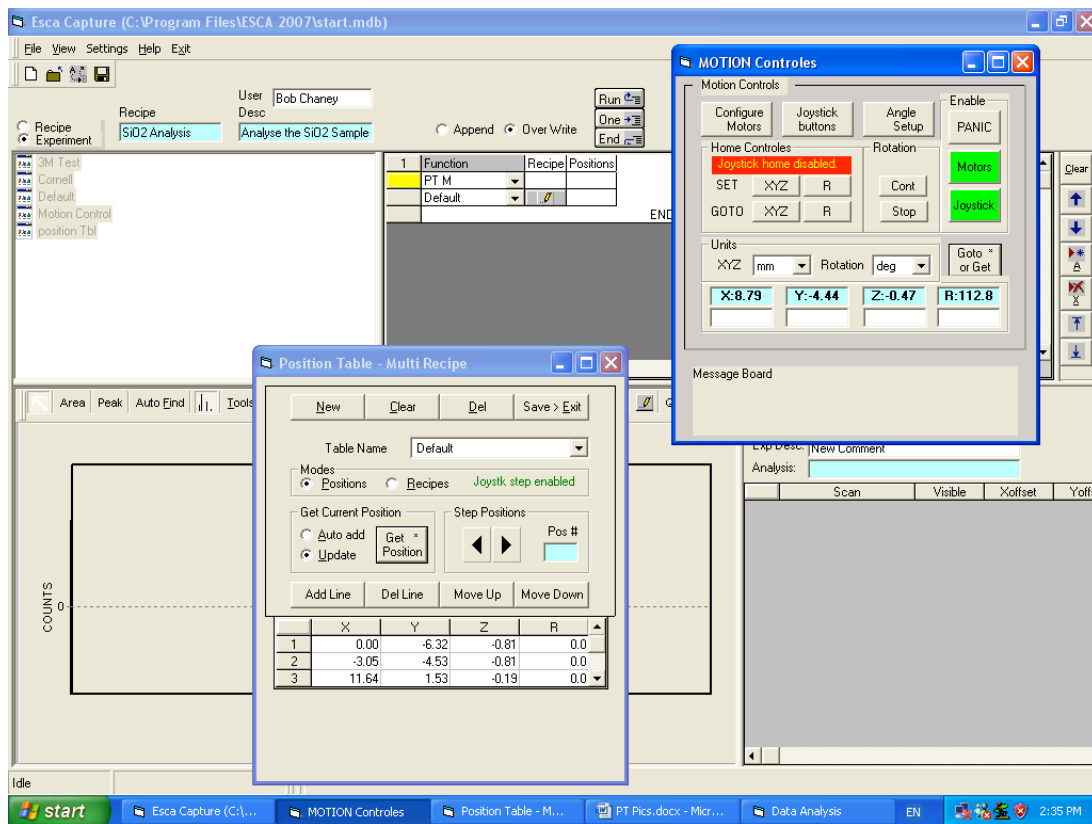 Esca Capture (C:\Program Files\ESCA 2007\start.mdb)
File View Settings Help Exit
Recipe
Experiment
Recipe
SiO2 Analysis
User Bob Chaney
Desc
Analyse the SiO2 Sample
Append Over Write
Run
One
End
3M Test
Cornell
Default
Motion Control
position Tbl
1 Function Recipe Positions
PT M
Default
END
Clear
A
X
MOTION Controles
Motion Controls
Configure Motors
Joystick buttons
Angle Setup
Enable
PANIC
Motors
Joystick
Home Controles
Joystick home disabled.
SET XYZ R
GOTO XYZ R
Rotation
Cont
Stop
Units
XYZ mm Rotation deg
Goto *
or Get
X:8.79 Y:-4.44 Z:-0.47 R:112.8
Message Board
Area Peak Auto Find Tools
Position Table - Multi Recipe
New Clear Del Save > Exit
Table Name Default
Modes
Positions Recipes Joystk step enabled
Get Current Position
Auto add
Update
Get *
Position
Step Positions
Pos #
Add Line Del Line Move Up Move Down
X Y Z R
1 0.00 -6.32 -0.81 0.0
2 -3.05 -4.53 -0.81 0.0
3 11.64 1.53 -0.19 0.0
COUNTS
0
Exp Desc: New Comment
Analysis:
Scan Visible Xoffset Yoff
Idle
start Esca Capture (C:\... MOTION Controles Position Table - M... PT Pics.docx - Micr... Data Analysis EN 2:35 PM